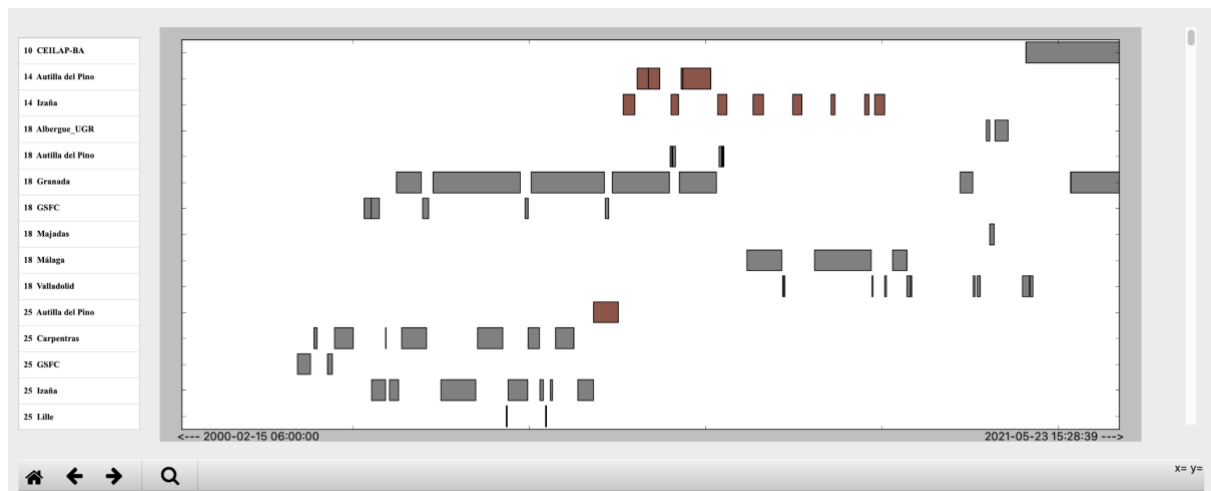 10 CEILAP-BA
14 Autilla del Pino
14 Izaña
18 Albergue_UGR
18 Autilla del Pino
18 Granada
18 GSFC
18 Majadas
18 Málaga
18 Valladolid
25 Autilla del Pino
25 Carpentras
25 GSFC
25 Izaña
25 Lille
<--- 2000-02-15 06:00:00
2021-05-23 15:28:39 --->
x= y=